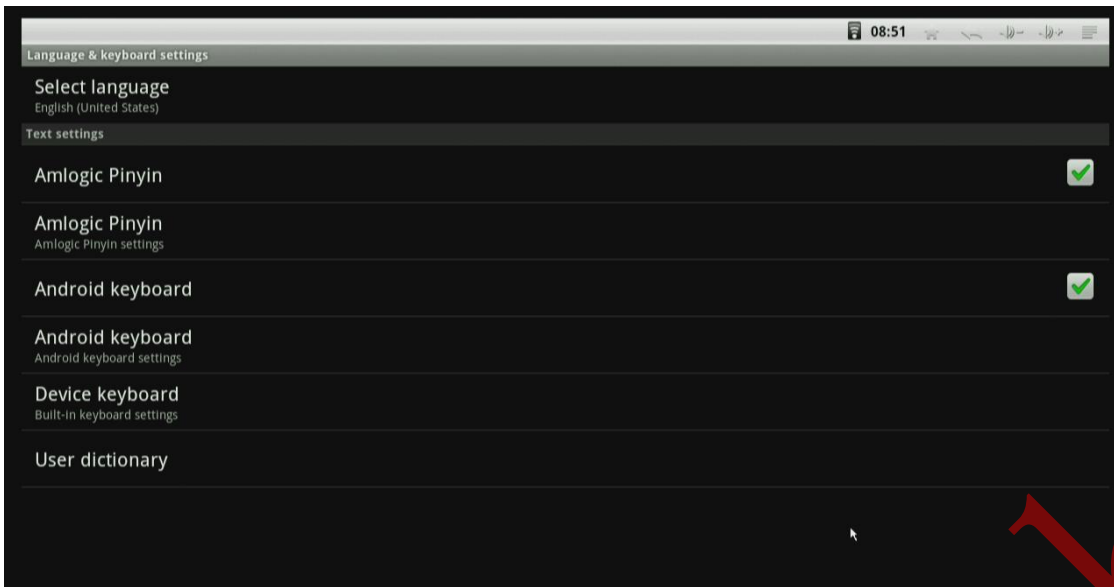 08:51
Language & keyboard settings
Select language
English (United States)
Text settings
Amlogic Pinyin
Amlogic Pinyin
Amlogic Pinyin settings
Android keyboard
Android keyboard
Android keyboard settings
Device keyboard
Built-in keyboard settings
User dictionary